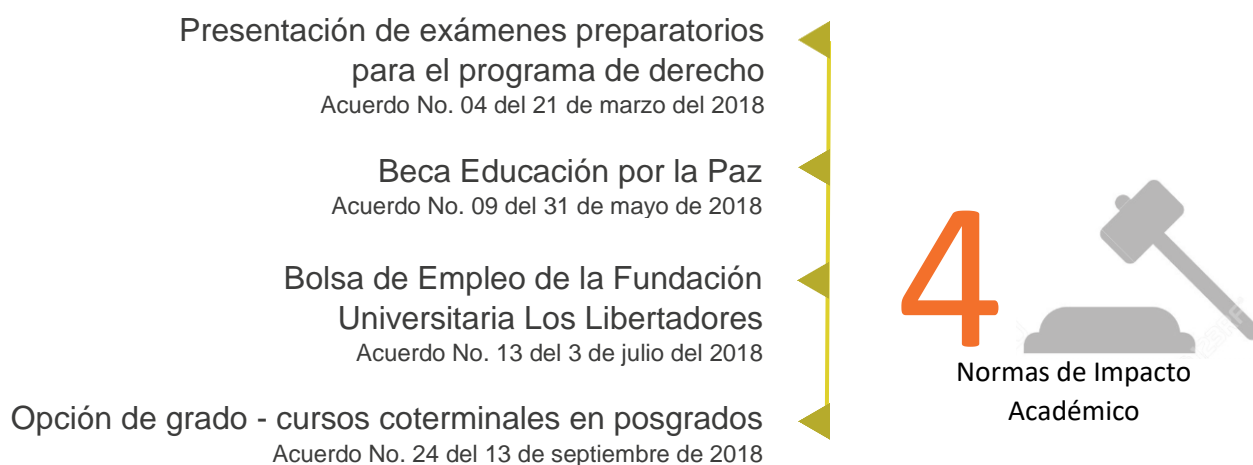 Presentación de exámenes preparatorios
para el programa de derecho
Acuerdo No. 04 del 21 de marzo del 2018
Beca Educación por la Paz
Acuerdo No. 09 del 31 de mayo de 2018
Bolsa de Empleo de la Fundación
Universitaria Los Libertadores
Acuerdo No. 13 del 3 de julio del 2018
Opción de grado - cursos coterminales en posgrados
Acuerdo No. 24 del 13 de septiembre de 2018
4
Normas de Impacto
Académico